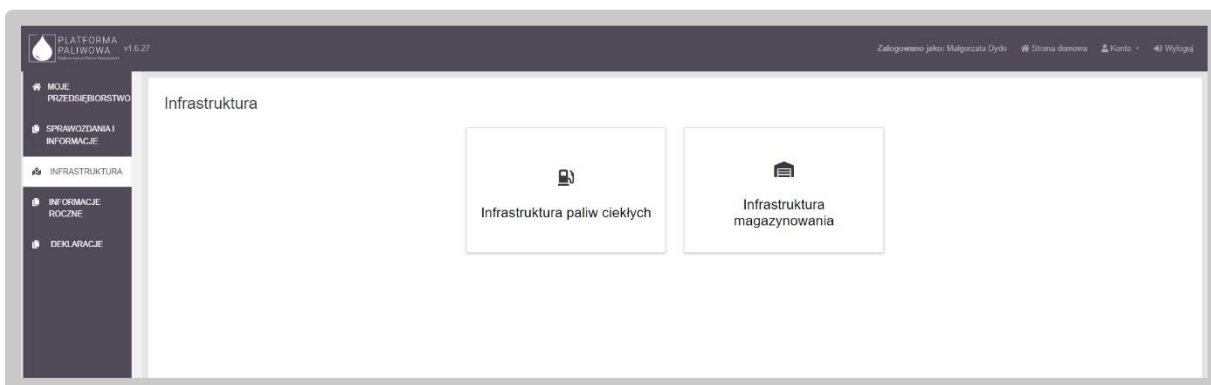 PLATFORMA
PALIWOWA v1.6.27
Zalogowano jako: Małgorzata Dydo Strona domowa Konto Wyloguj
MOJE
PRZEDSIĘBIORSTWO
SPRAWOZDANIA I
INFORMACJE
INFRASTRUKTURA
INFORMACJE
ROCZNE
DEKLARACJE
Infrastruktura
Infrastruktura paliw ciekłych
Infrastruktura
magazynowania